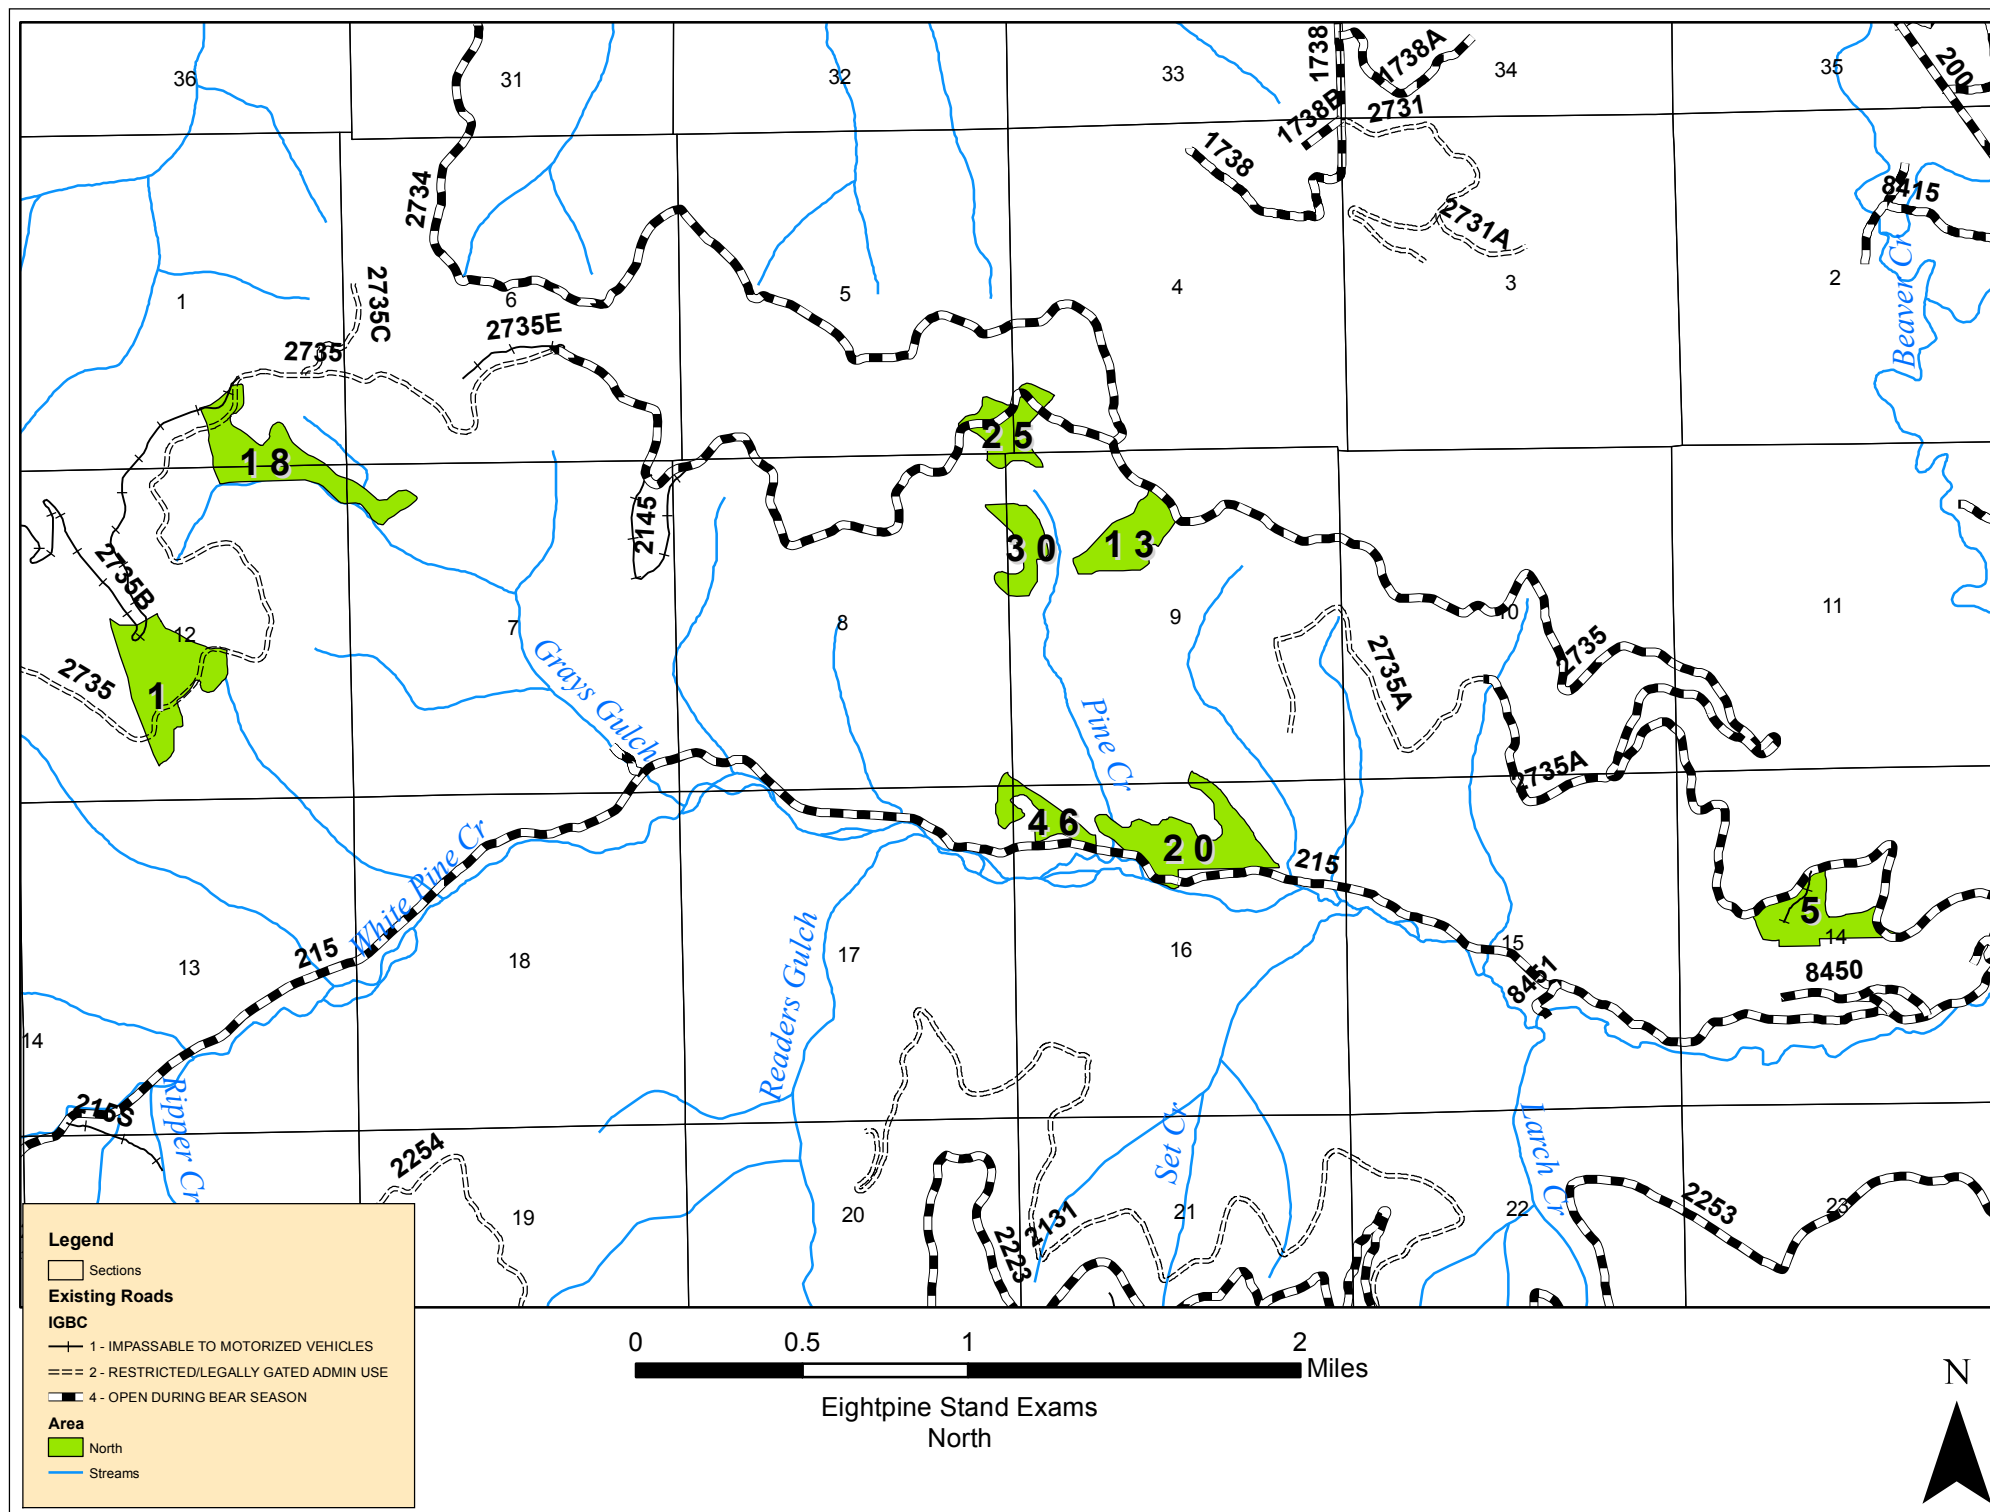 36
31
32
33
1738
1738A
34
35
200
1738B
2731
1738
2734
8415
2731A
Beaver Cr
1
2735C
6
5
4
3
2
2735E
2735
18
25
2145
30
13
2735B
12
7
8
9
10
11
2735
2735
1
Grays Gulch
2735A
Pine Cr
2735A
46
20
215
White Pine Cr
5
14
215
13
18
Readers Gulch
17
16
15
8451
8450
14
215S
Ripper Cr
2254
Set Cr
Larch Cr
19
20
2223
2131
21
22
2253
23
Legend
Sections
Existing Roads
IGBC
1 - IMPASSABLE TO MOTORIZED VEHICLES
2 - RESTRICTED/LEGALLY GATED ADMIN USE
4 - OPEN DURING BEAR SEASON
Area
North
Streams
0 0.5 1 2
Miles
Eightpine Stand Exams
North
N